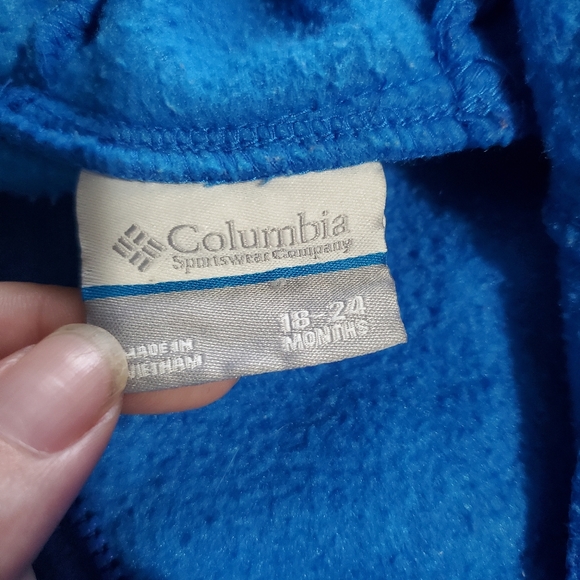 Columbia
Sportswear Company
18-24
MONTHS
MADE IN
VIETNAM